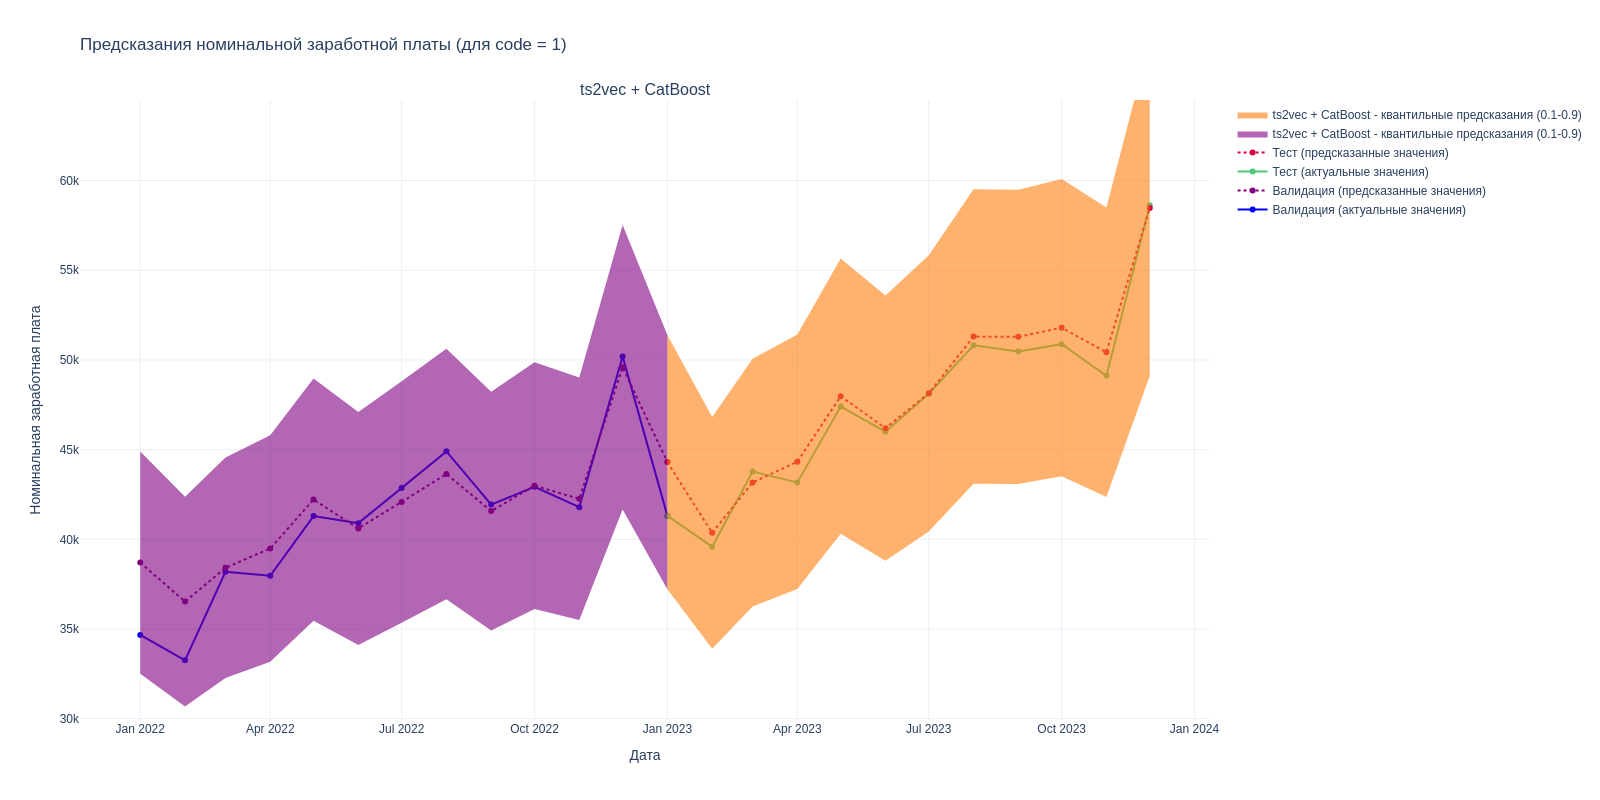 Предсказания номинальной заработной платы (для code = 1)
ts2vec + CatBoost
ts2vec + CatBoost - квантильные предсказания (0.1-0.9)
ts2vec + CatBoost - квантильные предсказания (0.1-0.9)
Тест (предсказанные значения)
Тест (актуальные значения)
Валидация (предсказанные значения)
Валидация (актуальные значения)
Номинальная заработная плата
60k
55k
50k
45k
40k
35k
30k
Jan 2022
Apr 2022
Jul 2022
Oct 2022
Jan 2023
Apr 2023
Jul 2023
Oct 2023
Jan 2024
Дата